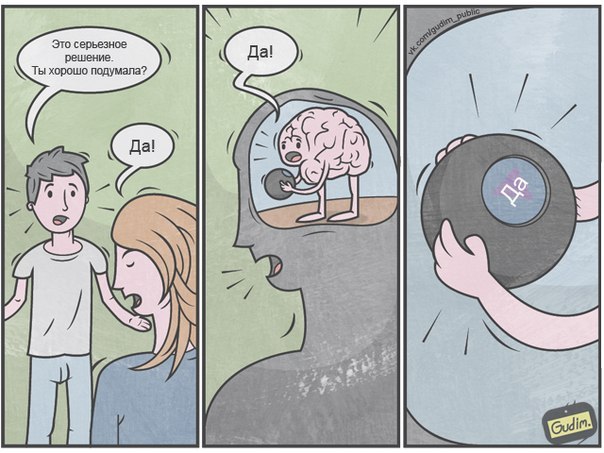 Это серьезное
решение.
Ты хорошо подумала?
Да!
Да!
vk.com/gudim_public
Да
Gudim.